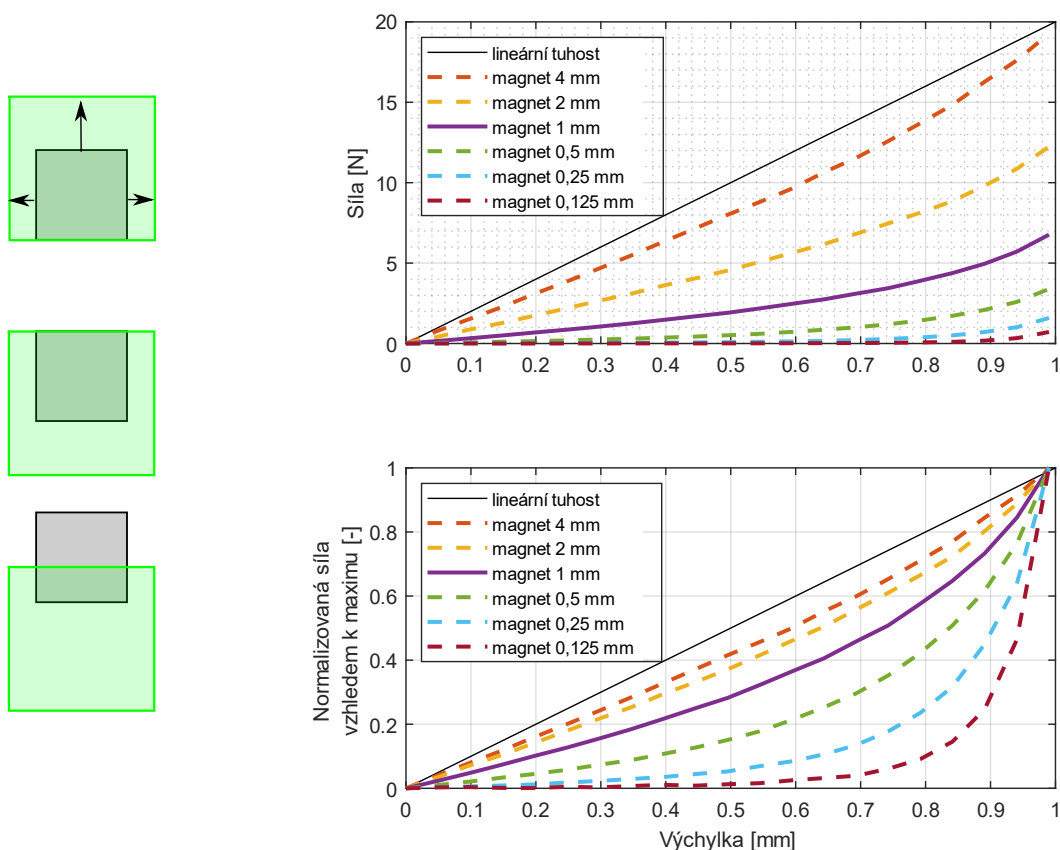 20
15
10
5
0
Síla [N]
lineární tuhost
magnet 4 mm
magnet 2 mm
magnet 1 mm
magnet 0,5 mm
magnet 0,25 mm
magnet 0,125 mm
0 0.1 0.2 0.3 0.4 0.5 0.6 0.7 0.8 0.9 1
1
0.8
0.6
0.4
0.2
0
Normalizovaná síla
vzhledem k maximu [-]
lineární tuhost
magnet 4 mm
magnet 2 mm
magnet 1 mm
magnet 0,5 mm
magnet 0,25 mm
magnet 0,125 mm
0 0.1 0.2 0.3 0.4 0.5 0.6 0.7 0.8 0.9 1
Výchylka [mm]